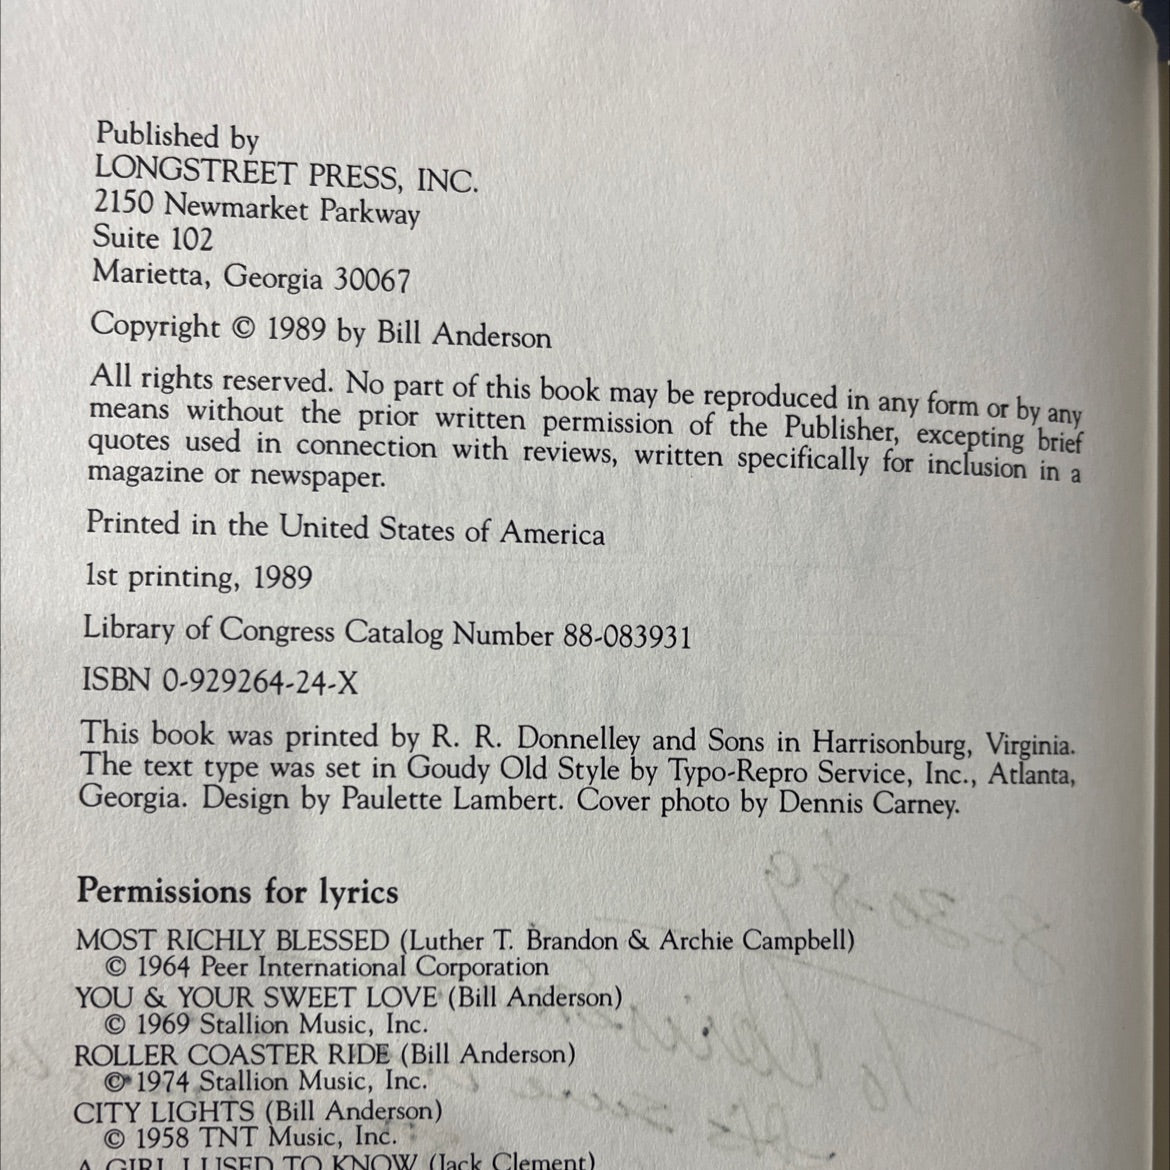 Published by
LONGSTREET PRESS, INC.
2150 Newmarket Parkway
Suite 102
Marietta, Georgia 30067
Copyright © 1989 by Bill Anderson
All rights reserved. No part of this book may be reproduced in any form or by any
means without the prior written permission of the Publisher, excepting brief
quotes used in connection with reviews, written specifically for inclusion in a
magazine or newspaper.
Printed in the United States of America
1st printing, 1989
Library of Congress Catalog Number 88-083931
ISBN 0-929264-24-X
This book was printed by R. R. Donnelley and Sons in Harrisonburg, Virginia.
The text type was set in Goudy Old Style by Typo-Repro Service, Inc., Atlanta,
Georgia. Design by Paulette Lambert. Cover photo by Dennis Carney.
Permissions for lyrics
MOST RICHLY BLESSED (Luther T. Brandon & Archie Campbell)
© 1964 Peer International Corporation
YOU & YOUR SWEET LOVE (Bill Anderson)
© 1969 Stallion Music, Inc.
ROLLER COASTER RIDE (Bill Anderson)
© 1974 Stallion Music, Inc.
CITY LIGHTS (Bill Anderson)
© 1958 TNT Music, Inc.
A GIRL I USED TO KNOW (Jack Clement)